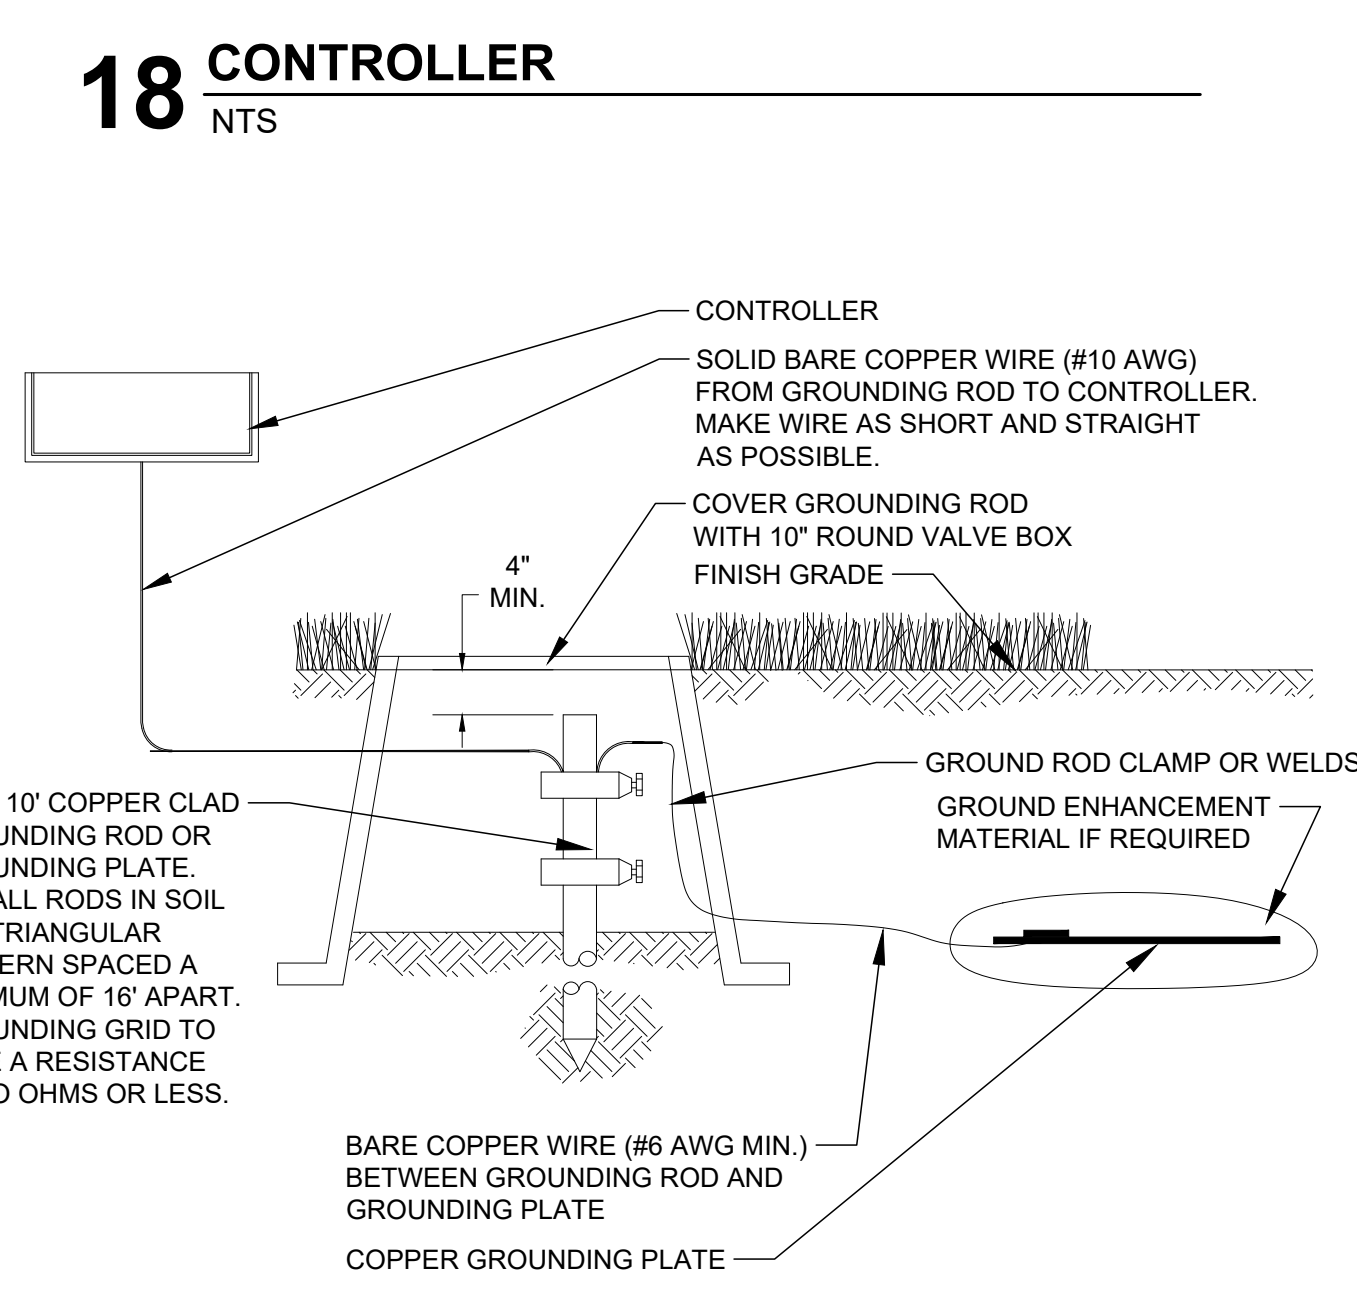 18 CONTROLLER
NTS
CONTROLLER
SOLID BARE COPPER WIRE (#10 AWG)
FROM GROUNDING ROD TO CONTROLLER.
MAKE WIRE AS SHORT AND STRAIGHT
AS POSSIBLE.
COVER GROUNDING ROD
WITH 10" ROUND VALVE BOX
4"
MIN.
FINISH GRADE
GROUND ROD CLAMP OR WELDS
GROUND ENHANCEMENT
MATERIAL IF REQUIRED
10' COPPER CLAD
ROD OR
PLATE.
RODS IN SOIL
TRIANGULAR
SPACED A
OF 16' APART.
GRID TO
A RESISTANCE
OHMS OR LESS.
BARE COPPER WIRE (#6 AWG MIN.)
BETWEEN GROUNDING ROD AND
GROUNDING PLATE
COPPER GROUNDING PLATE